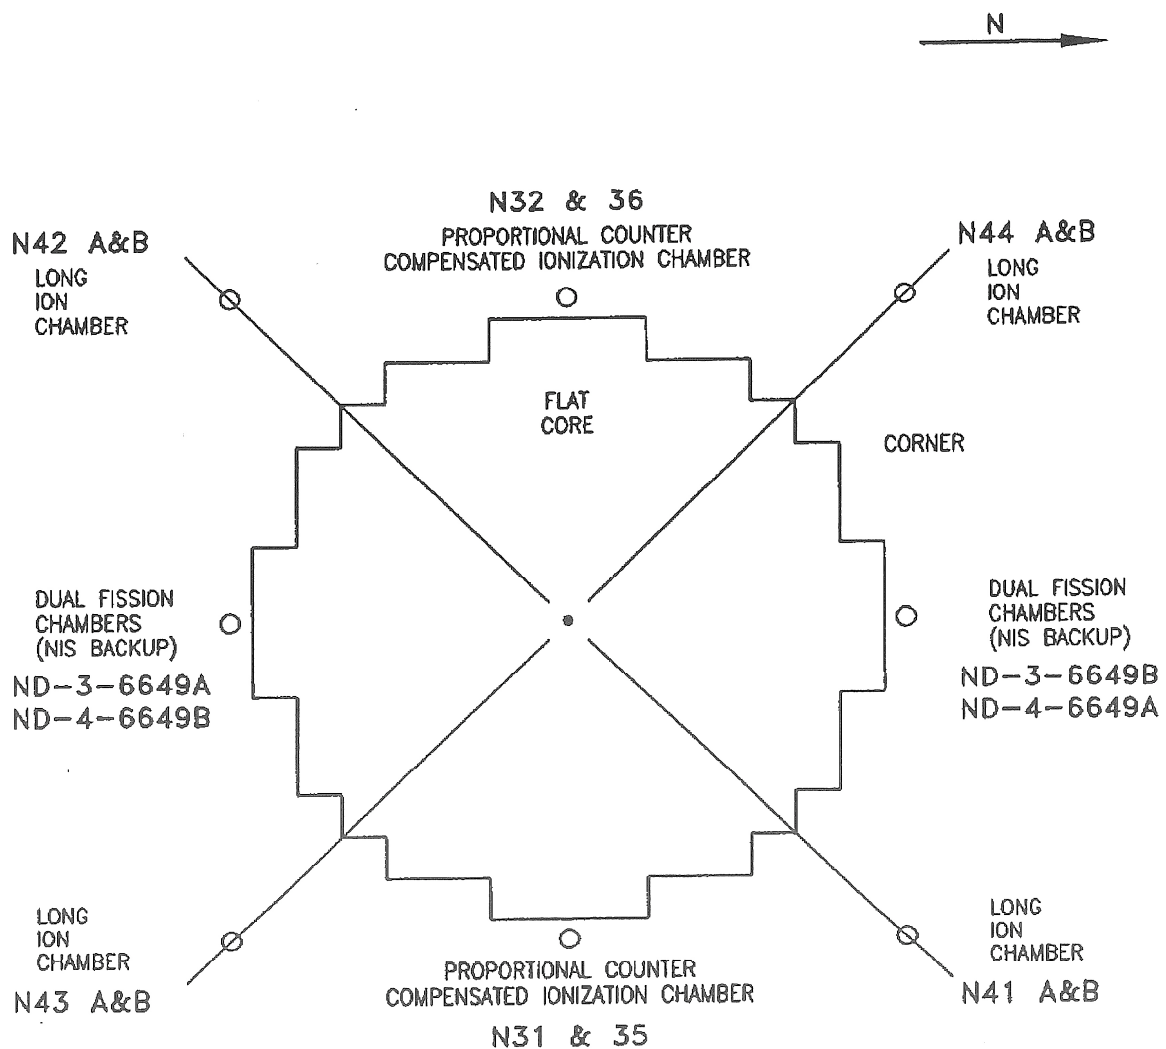 N
N32 & 36
PROPORTIONAL COUNTER
COMPENSATED IONIZATION CHAMBER
N42 A&B
LONG
ION
CHAMBER
N44 A&B
LONG
ION
CHAMBER
FLAT
CORE
CORNER
DUAL FISSION
CHAMBERS
(NIS BACKUP)
ND-3-6649A
ND-4-6649B
DUAL FISSION
CHAMBERS
(NIS BACKUP)
ND-3-6649B
ND-4-6649A
LONG
ION
CHAMBER
N43 A&B
PROPORTIONAL COUNTER
COMPENSATED IONIZATION CHAMBER
N31 & 35
LONG
ION
CHAMBER
N41 A&B